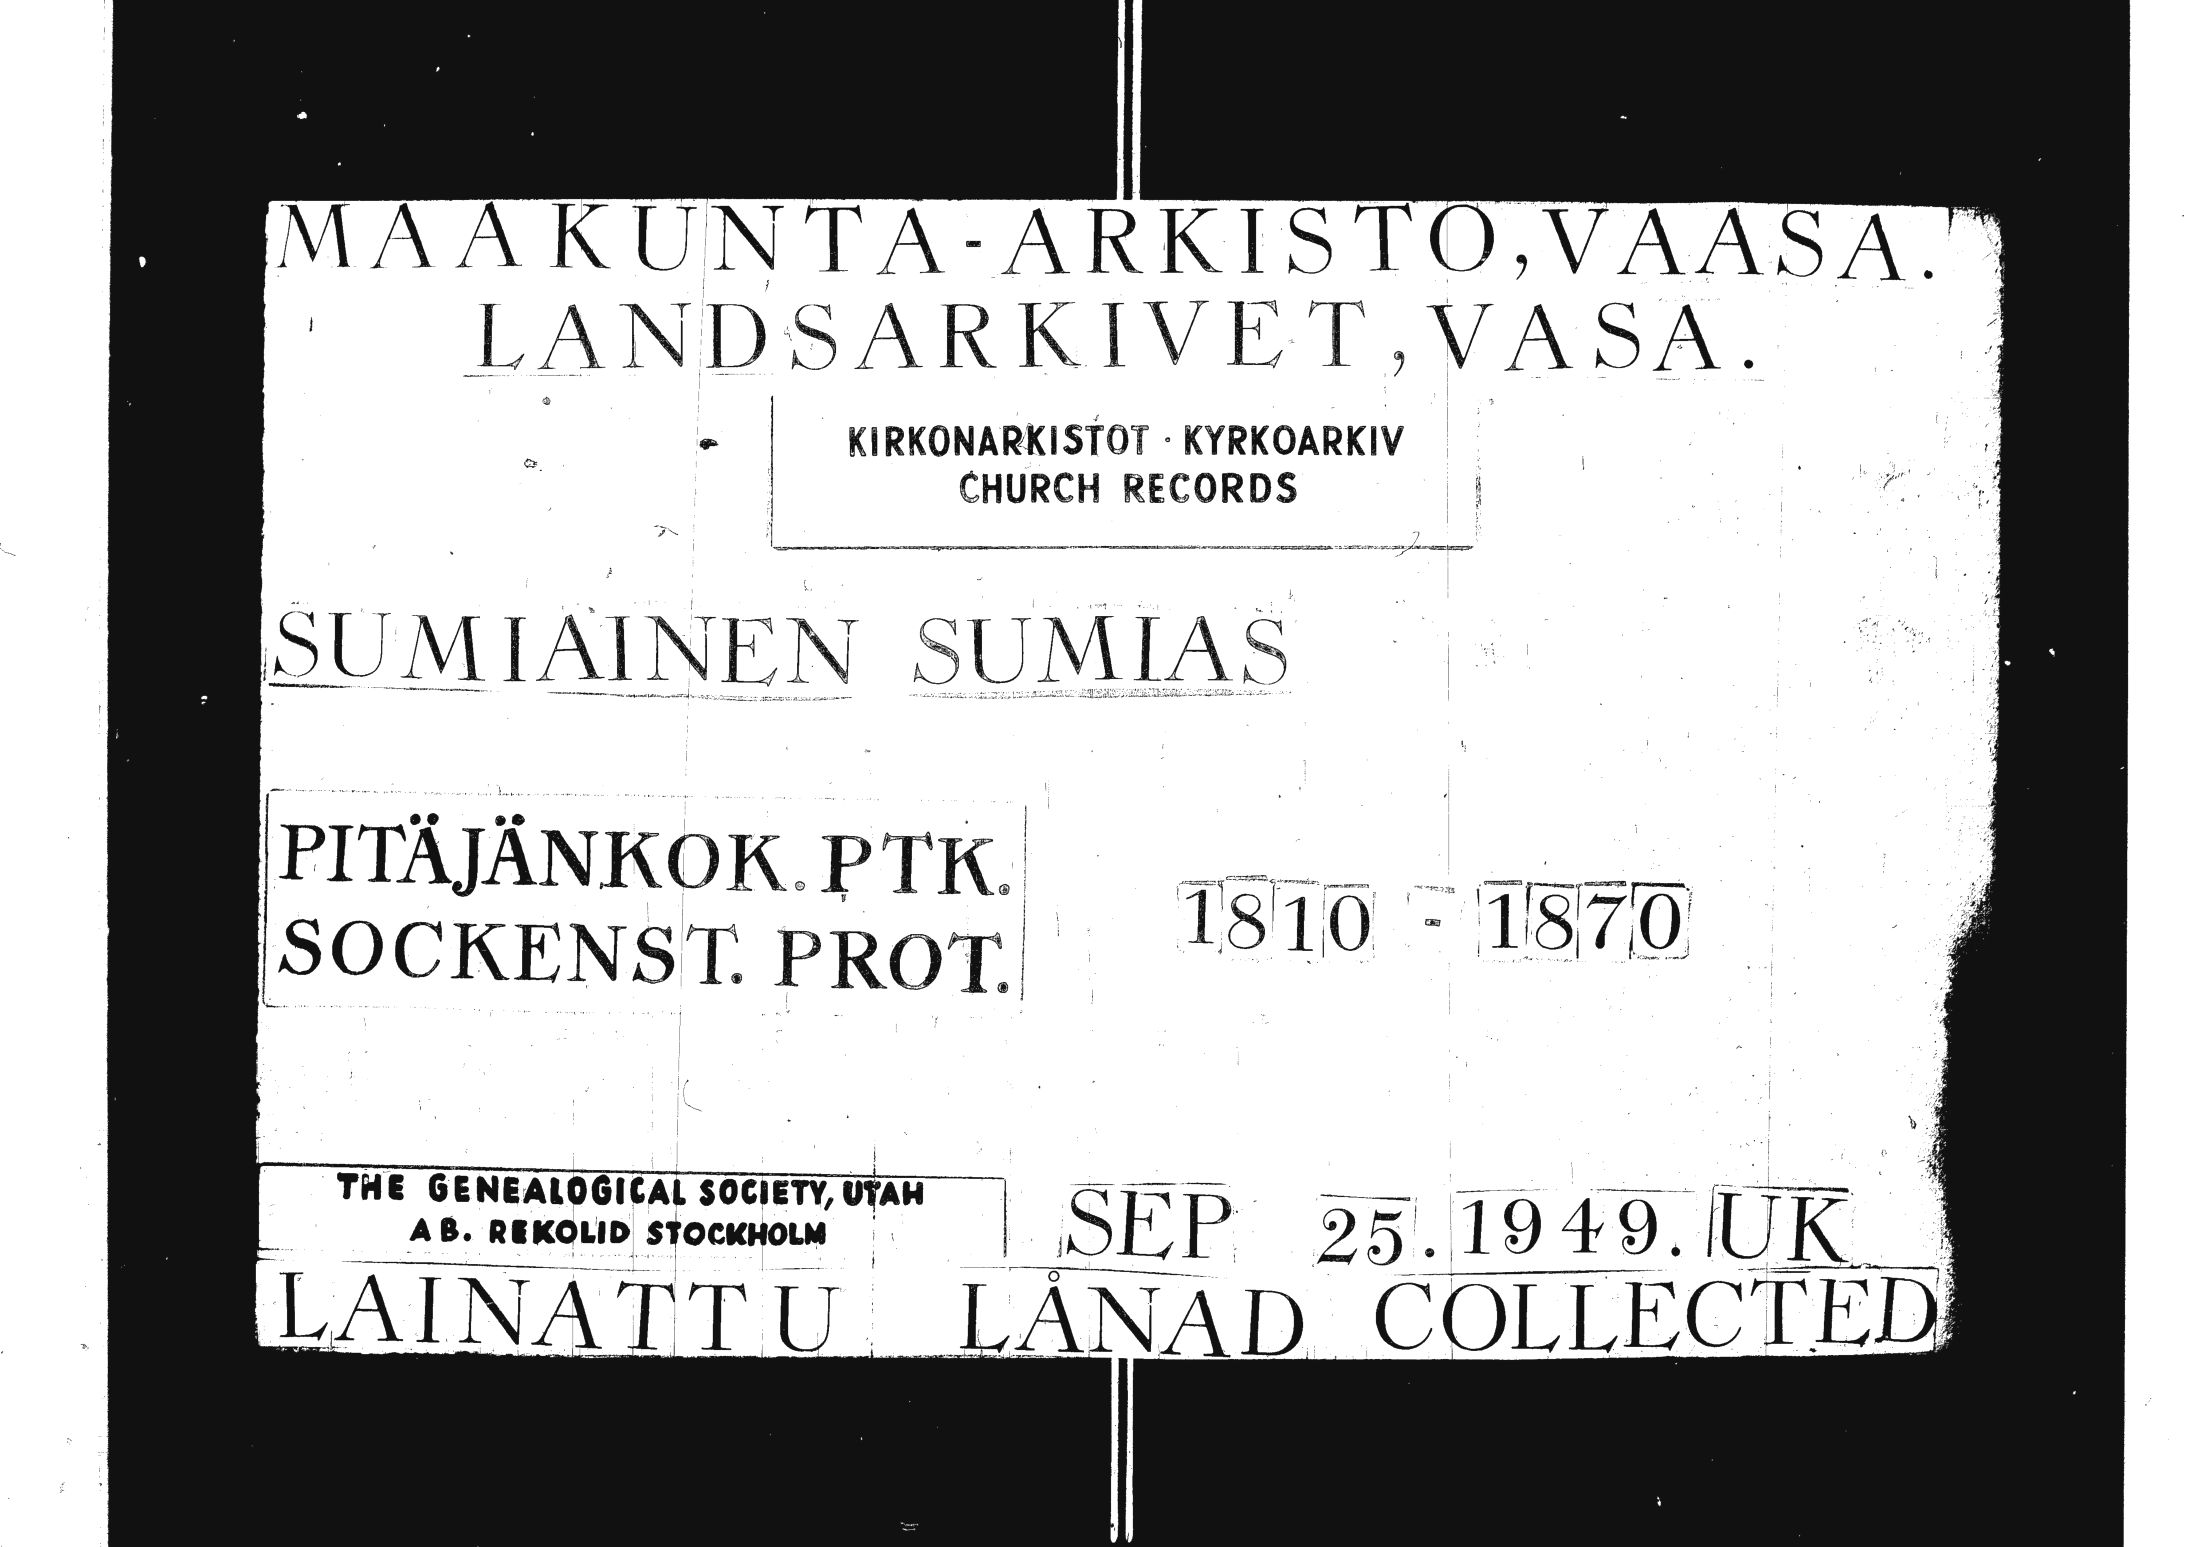 MAAKUNTA-ARKISTO, VAASA.
LANDSARKIVET, VASA.
KIRKONARKISTOT · KYRKOARKIV
CHURCH RECORDS
SUMIAINEN SUMIAS
PITÄJÄNKOK. PTK.
SOCKENST. PROT.
1810 - 1870
THE GENEALOGICAL SOCIETY, UTAH
AB. REKOLID STOCKHOLM
SEP 25. 1949. UK
LAINATTU LÅNAD COLLECTED